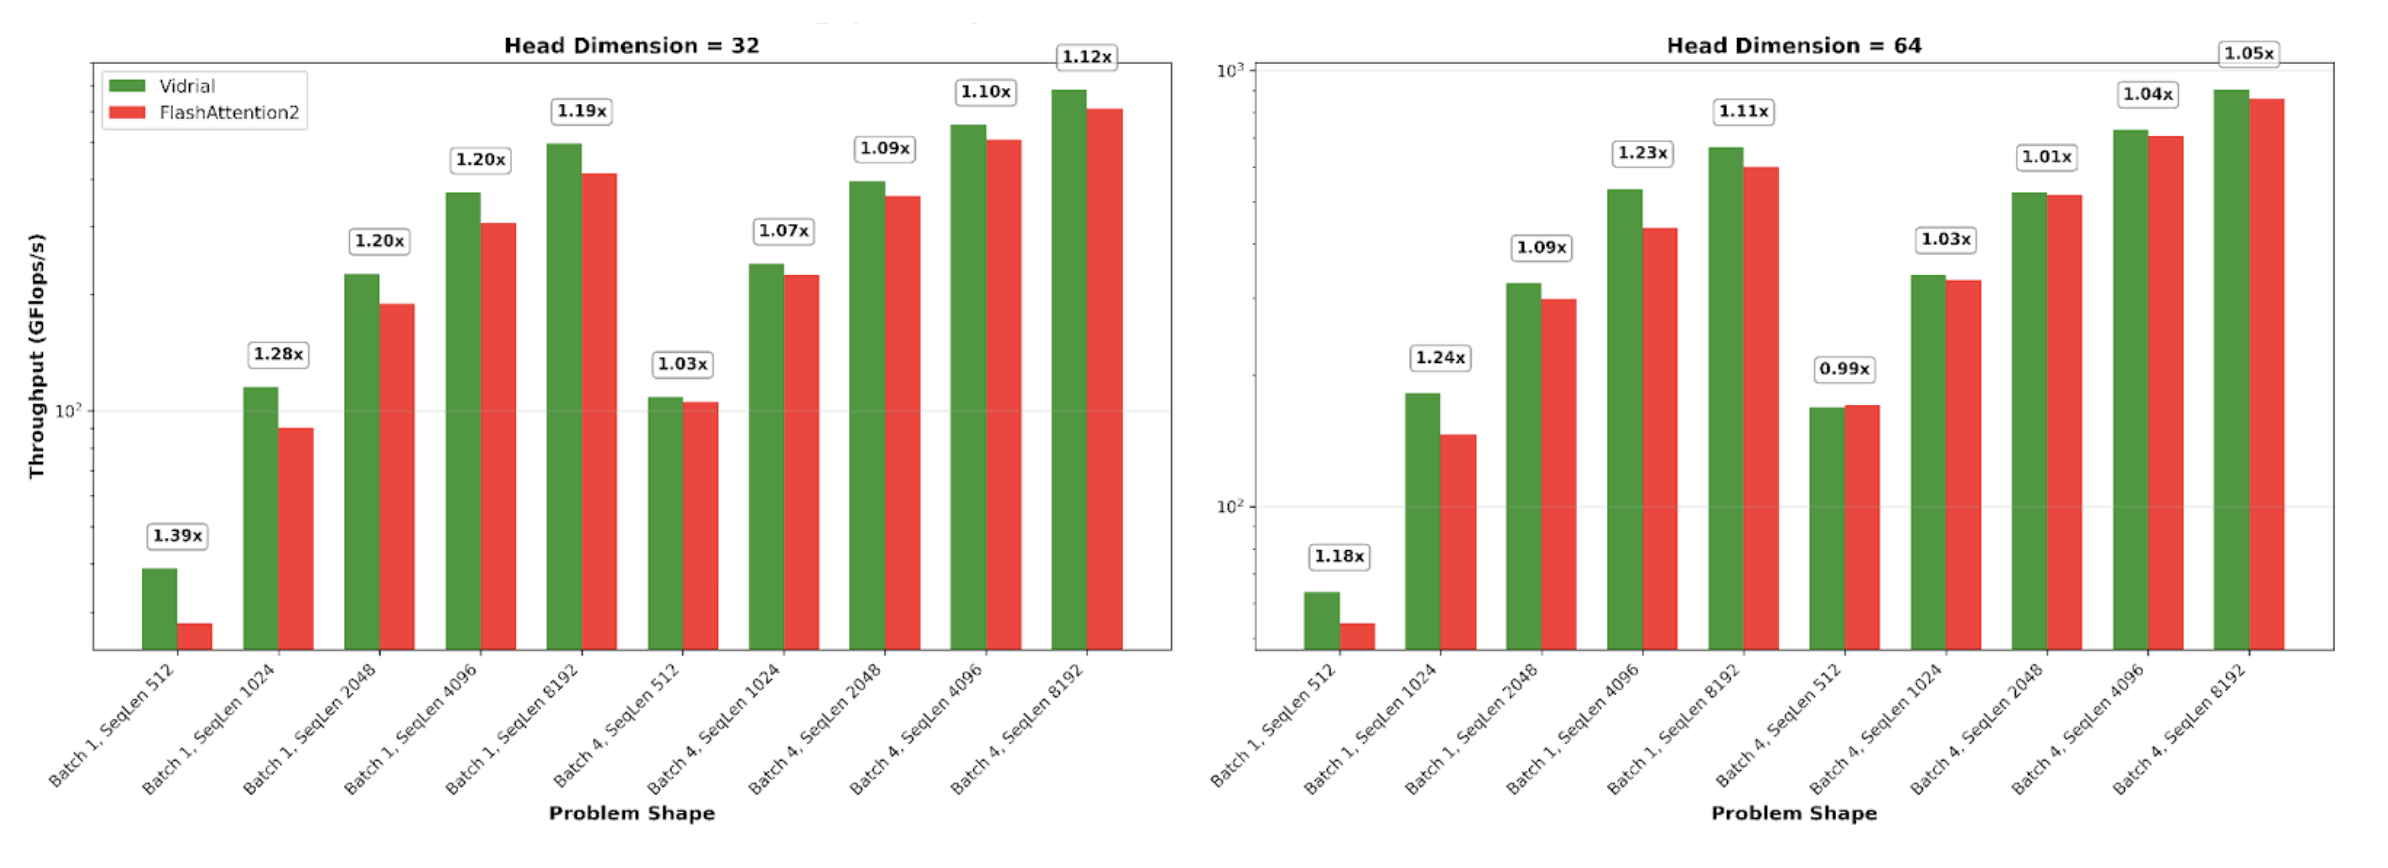 Head Dimension = 32
Vidrial
FlashAttention2
Throughput (GFlops/s)
10²
1.39x
1.28x
1.20x
1.20x
1.19x
1.03x
1.07x
1.09x
1.10x
1.12x
Batch 1, SeqLen 512
Batch 1, SeqLen 1024
Batch 1, SeqLen 2048
Batch 1, SeqLen 4096
Batch 1, SeqLen 8192
Batch 4, SeqLen 512
Batch 4, SeqLen 1024
Batch 4, SeqLen 2048
Batch 4, SeqLen 4096
Batch 4, SeqLen 8192
Problem Shape
Head Dimension = 64
10³
10²
1.18x
1.24x
1.09x
1.23x
1.11x
0.99x
1.03x
1.01x
1.04x
1.05x
Batch 1, SeqLen 512
Batch 1, SeqLen 1024
Batch 1, SeqLen 2048
Batch 1, SeqLen 4096
Batch 1, SeqLen 8192
Batch 4, SeqLen 512
Batch 4, SeqLen 1024
Batch 4, SeqLen 2048
Batch 4, SeqLen 4096
Batch 4, SeqLen 8192
Problem Shape